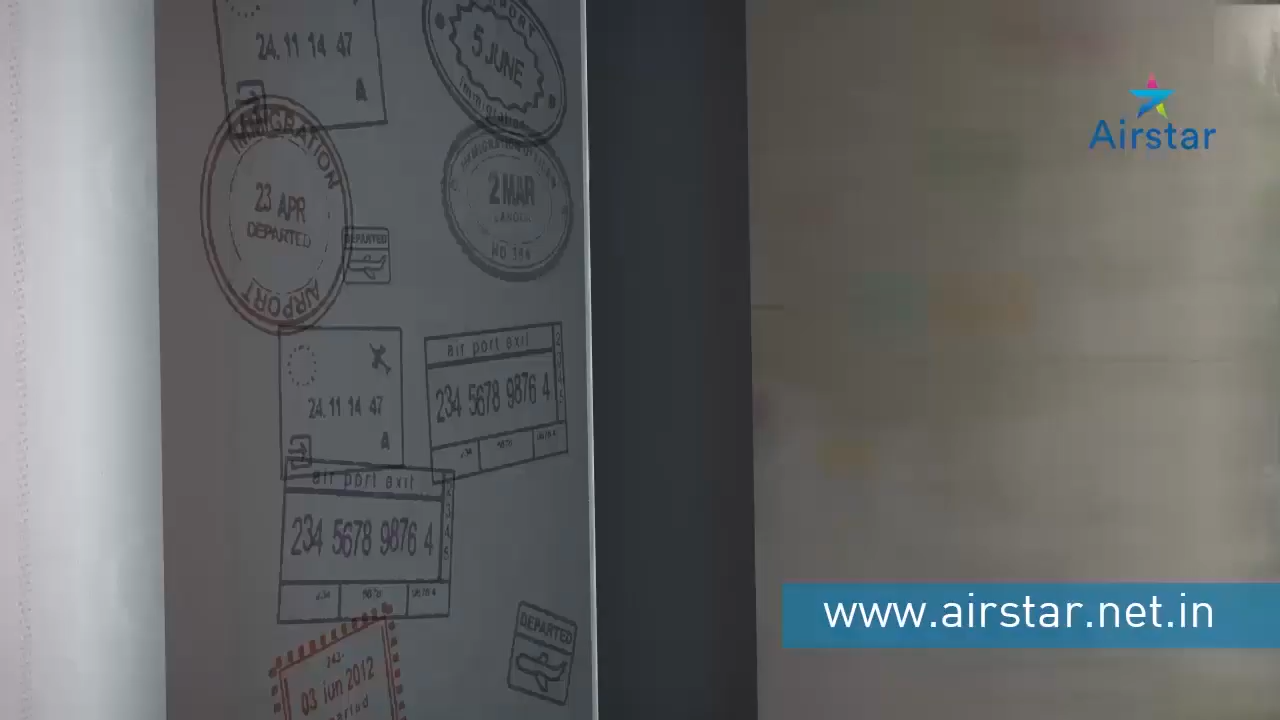 24.11 14 47
A
5 JUNE
Immigration
IMMIGRATION
23 APR
DEPARTED
AIRPORT
DEPARTED
2 MAR
Airstar
air port exit
234 5678 9876 4
24.11 14 47
A
air port exit
234 5678 9876 4
DEPARTED
03 jun 2012
www.airstar.net.in